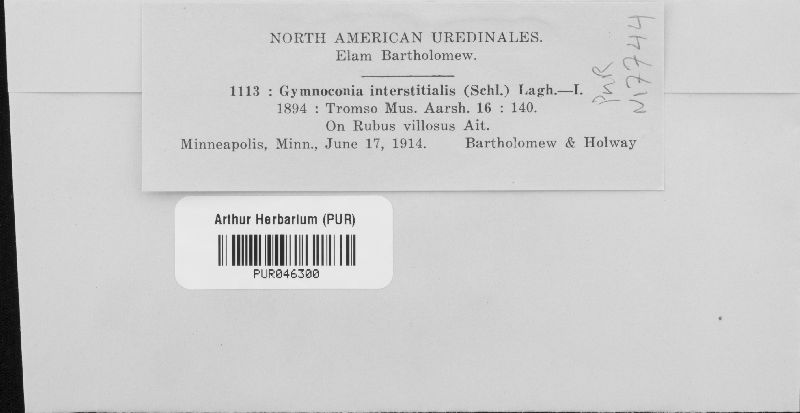 NORTH AMERICAN UREDINALES.
Elam Bartholomew.
1113 : Gymnoconia interstitialis (Schl.) Lagh.—I.
1894 : Tromso Mus. Aarsh. 16 : 140.
On Rubus villosus Ait.
Minneapolis, Minn., June 17, 1914. Bartholomew & Holway
PUR
N7744
Arthur Herbarium (PUR)
PUR046300